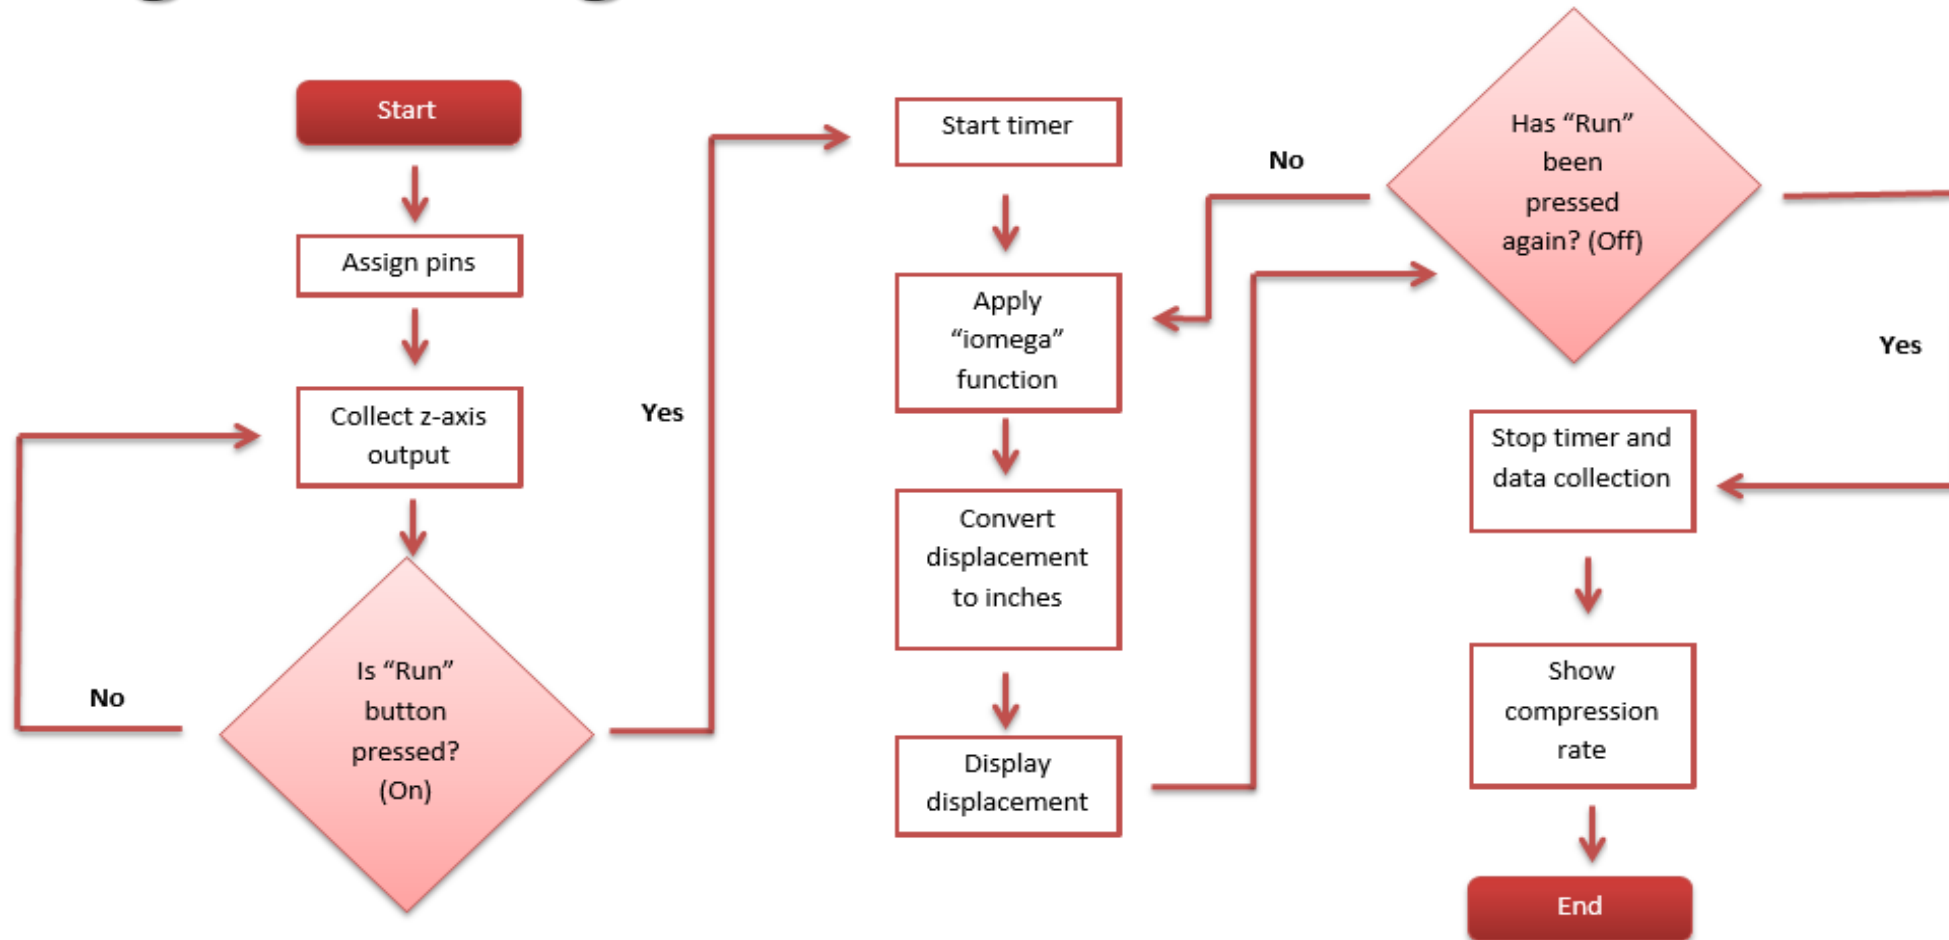 Start
Assign pins
Collect z-axis
output
Is “Run”
button
pressed?
(On)
No
Yes
Start timer
Apply
“iomega”
function
Convert
displacement
to inches
Display
displacement
No
Has “Run”
been
pressed
again? (Off)
Yes
Stop timer and
data collection
Show
compression
rate
End